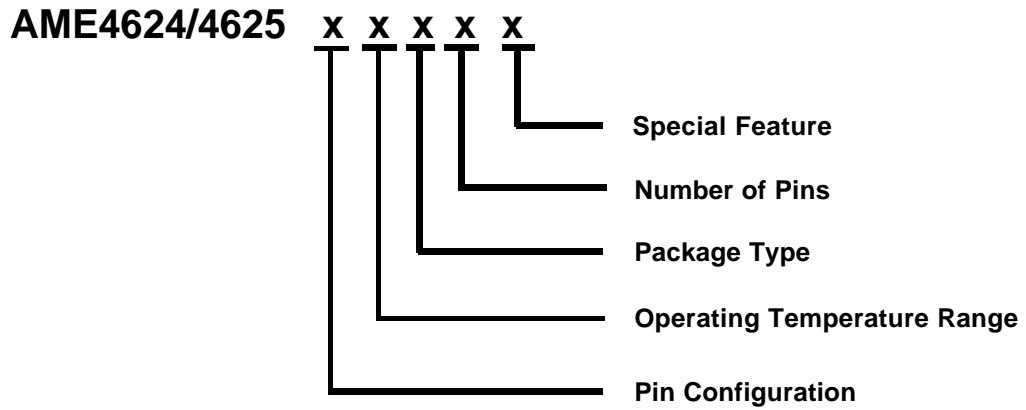 AME4624/4625 x x x x x
Special Feature
Number of Pins
Package Type
Operating Temperature Range
Pin Configuration